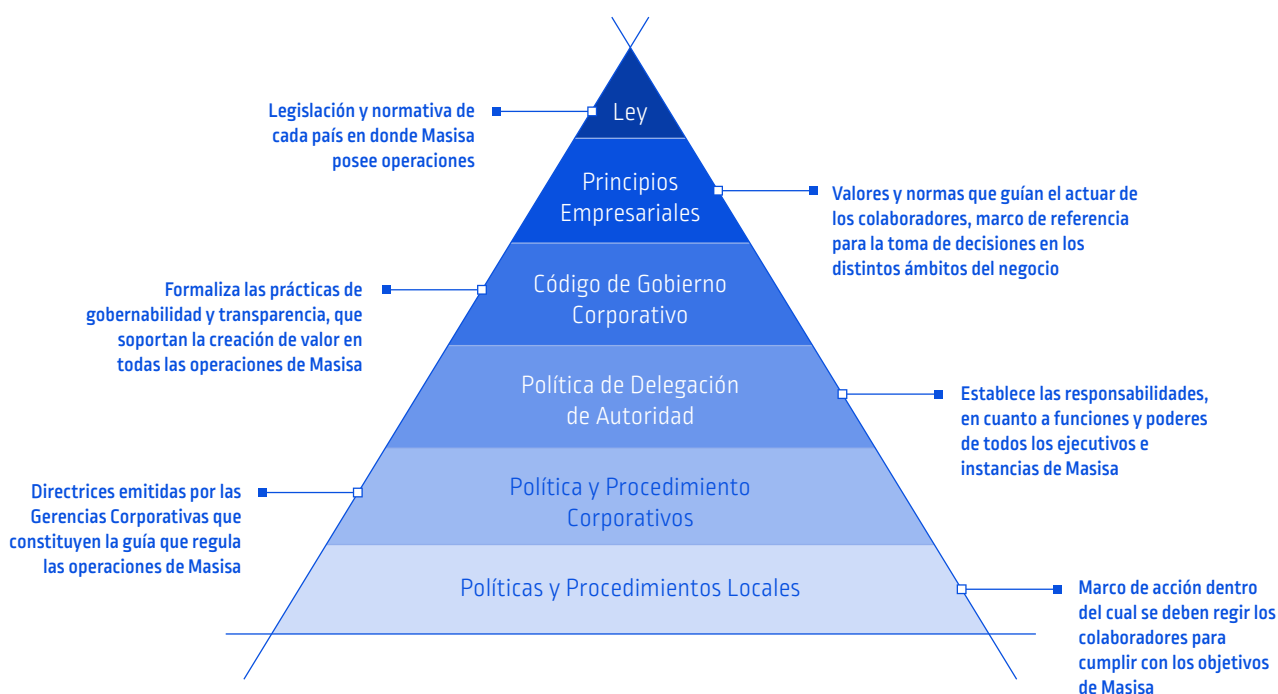 Legislación y normativa de
cada país en donde Masisa
posee operaciones
Ley
Principios
Empresariales
Valores y normas que guían el actuar de
los colaboradores, marco de referencia
para la toma de decisiones en los
distintos ámbitos del negocio
Formaliza las prácticas de
gobernabilidad y transparencia, que
soportan la creación de valor en
todas las operaciones de Masisa
Código de Gobierno
Corporativo
Política de Delegación
de Autoridad
Establece las responsabilidades,
en cuanto a funciones y poderes
de todos los ejecutivos e
instancias de Masisa
Directrices emitidas por las
Gerencias Corporativas que
constituyen la guía que regula
las operaciones de Masisa
Política y Procedimiento
Corporativos
Políticas y Procedimientos Locales
Marco de acción dentro
del cual se deben regir los
colaboradores para
cumplir con los objetivos
de Masisa